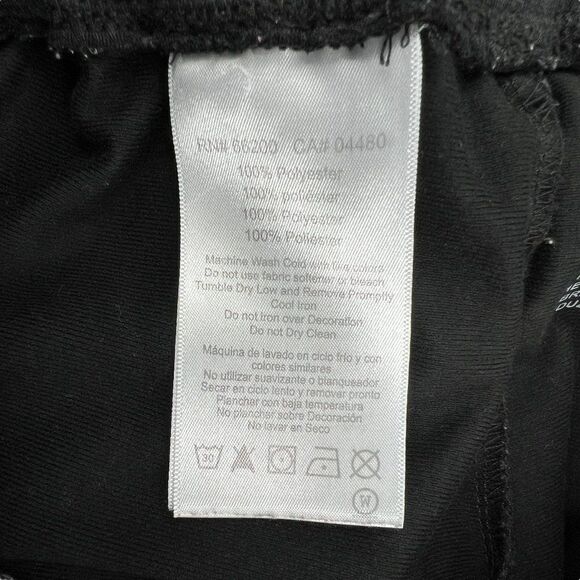 RN# 66200 CA# 04480
100% Polyester
100% poliéster
100% Polyester
100% Poliester
Machine Wash Cold with like colors
Do not use fabric softener or bleach
Tumble Dry Low and Remove Promptly
Cool Iron
Do not Iron over Decoration
Do not Dry Clean
Máquina de lavado en ciclo frío y con
colores similares
No utilizar suavizante o blanqueador
Secar en ciclo lento y remover pronto
Planchar con baja temperatura
No planchar sobre Decoración
No lavar en Seco
30
W